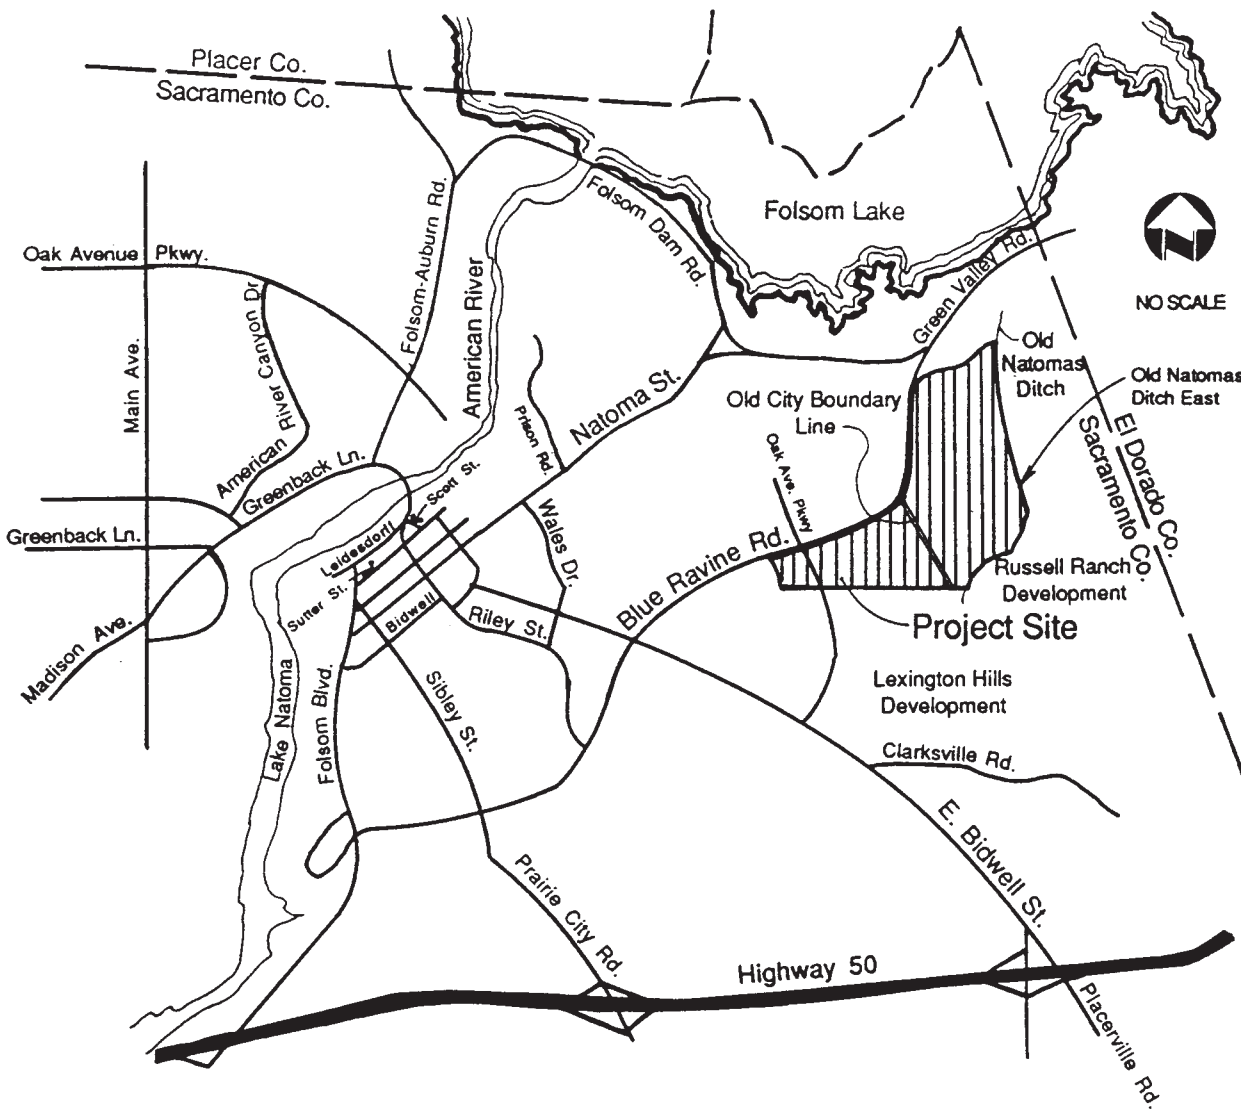 Placer Co.
Sacramento Co.
Folsom Lake
Folsom Dam Rd.
Folsom-Auburn Rd.
American River
Oak Avenue Pkwy.
Main Ave.
American River Canyon Dr.
Green Valley Rd.
N
NO SCALE
Old
Natomas
Ditch
Old Natomas
Ditch East
Old City Boundary
Line
El Dorado Co.
Sacramento Co.
Natoma St.
Prison Rd.
Oak Ave. Pkwy
Greenback Ln.
Greenback Ln.
Scott St.
Leidesdorff
Sutter St.
Bidwell
Wales Dr.
Riley St.
Blue Ravine Rd.
Russell Ranch
Development
Project Site
Lexington Hills
Development
Madison Ave.
Lake Natoma
Folsom Blvd.
Sibley St.
Clarksville Rd.
E. Bidwell St.
Prairie City Rd.
Highway 50
Placerville Rd.